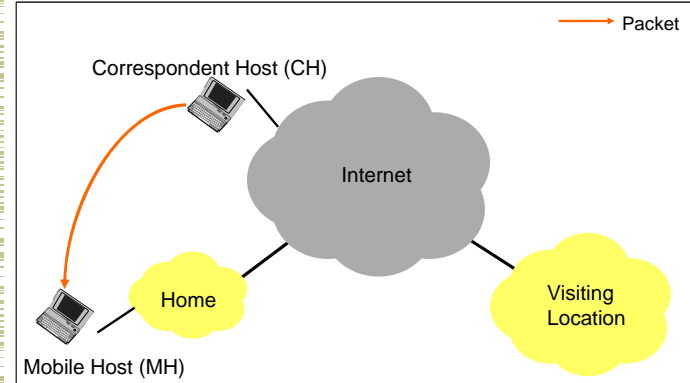 Packet
Correspondent Host (CH)
Internet
Home
Visiting
Location
Mobile Host (MH)